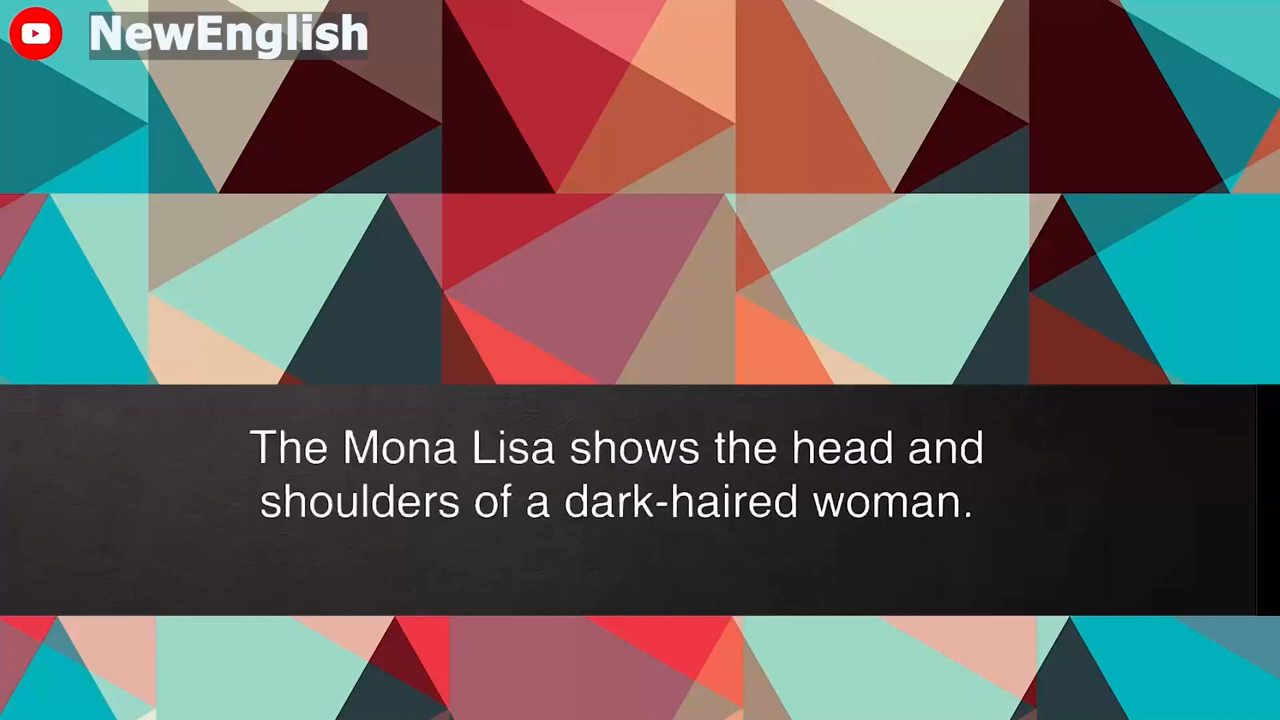 NewEnglish
The Mona Lisa shows the head and
shoulders of a dark-haired woman.